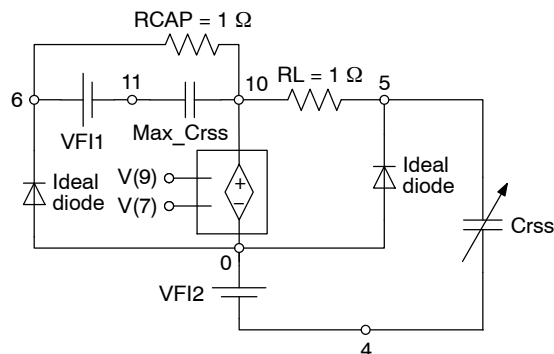 RCAP = 1 Ω
11
10
RL = 1 Ω
5
6
VFI1
Max_Crss
Ideal
diode
V(9)
V(7)
+
−
Ideal
diode
Crss
0
VFI2
4